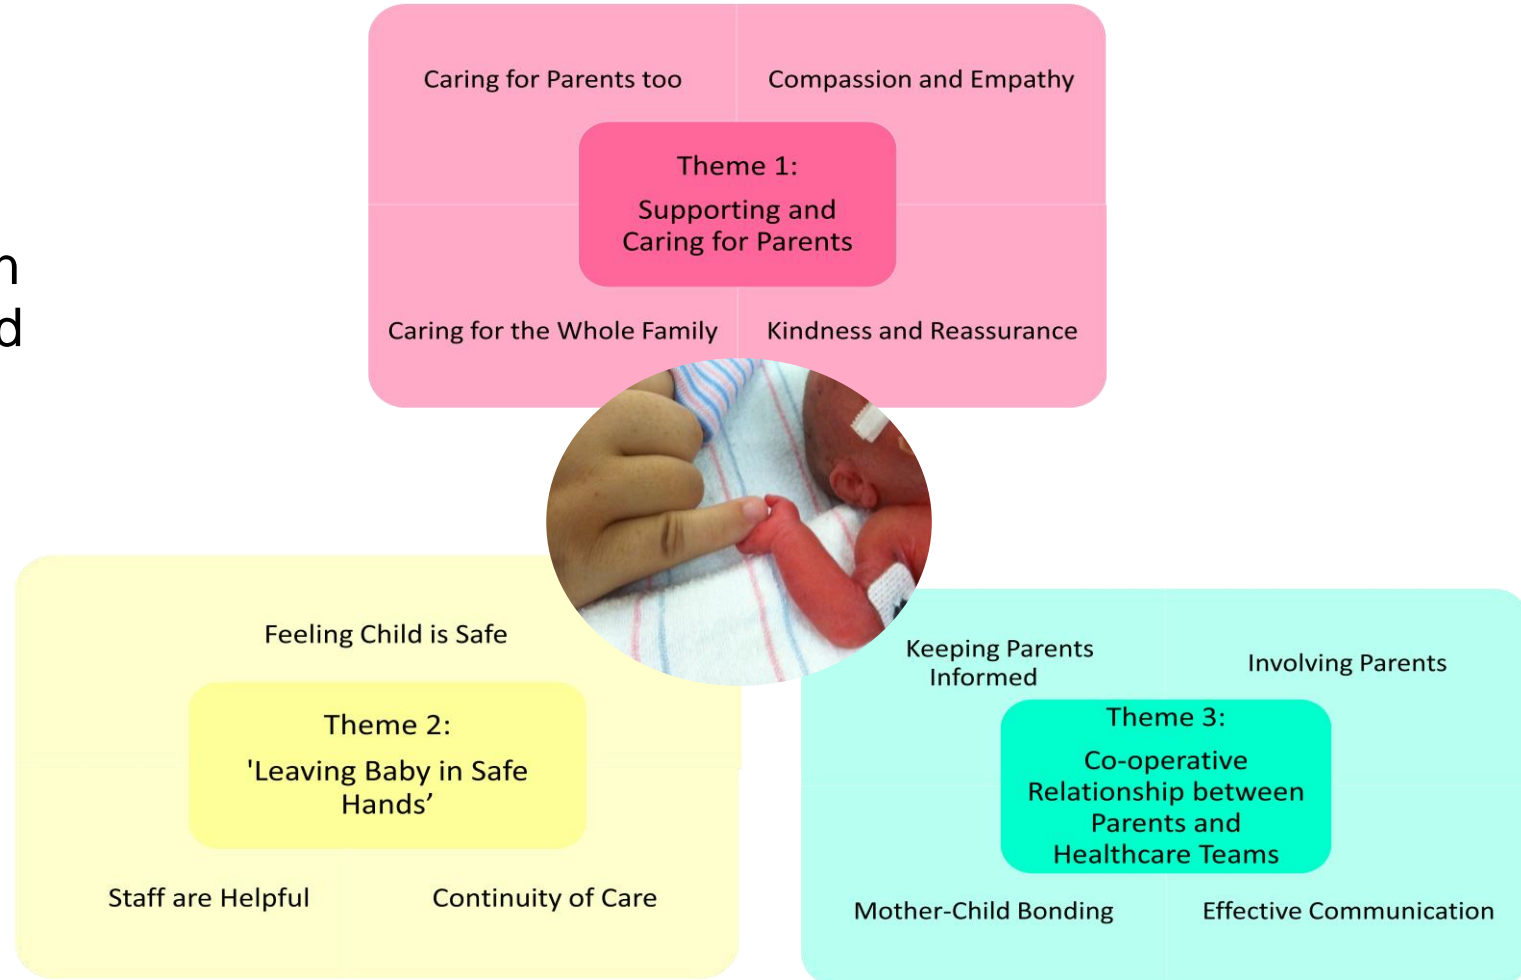 n
d
Caring for Parents too
Compassion and Empathy
Theme 1:
Supporting and
Caring for Parents
Caring for the Whole Family
Kindness and Reassurance
Feeling Child is Safe
Theme 2:
'Leaving Baby in Safe
Hands’
Staff are Helpful
Continuity of Care
Keeping Parents
Informed
Involving Parents
Theme 3:
Co-operative
Relationship between
Parents and
Healthcare Teams
Mother-Child Bonding
Effective Communication